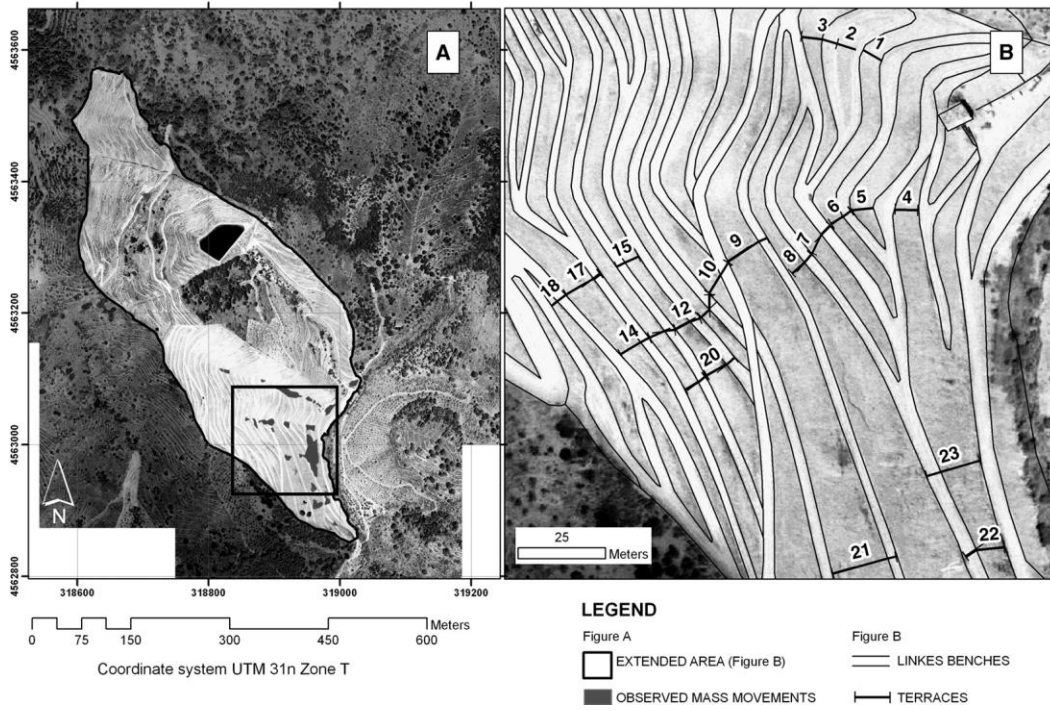 A
4563600
4563400
4563200
4563000
4562800
318600 318800 319000 319200
N
0 75 150 300 450 600
Meters
Coordinate system UTM 31n Zone T
B
3 2 1
6 5 4
9 8 7
10
15
18 17
14 12
20
23
22
21
25
Meters
LEGEND
Figure A
EXTENDED AREA (Figure B)
OBSERVED MASS MOVEMENTS
Figure B
LINKES BENCHES
TERRACES